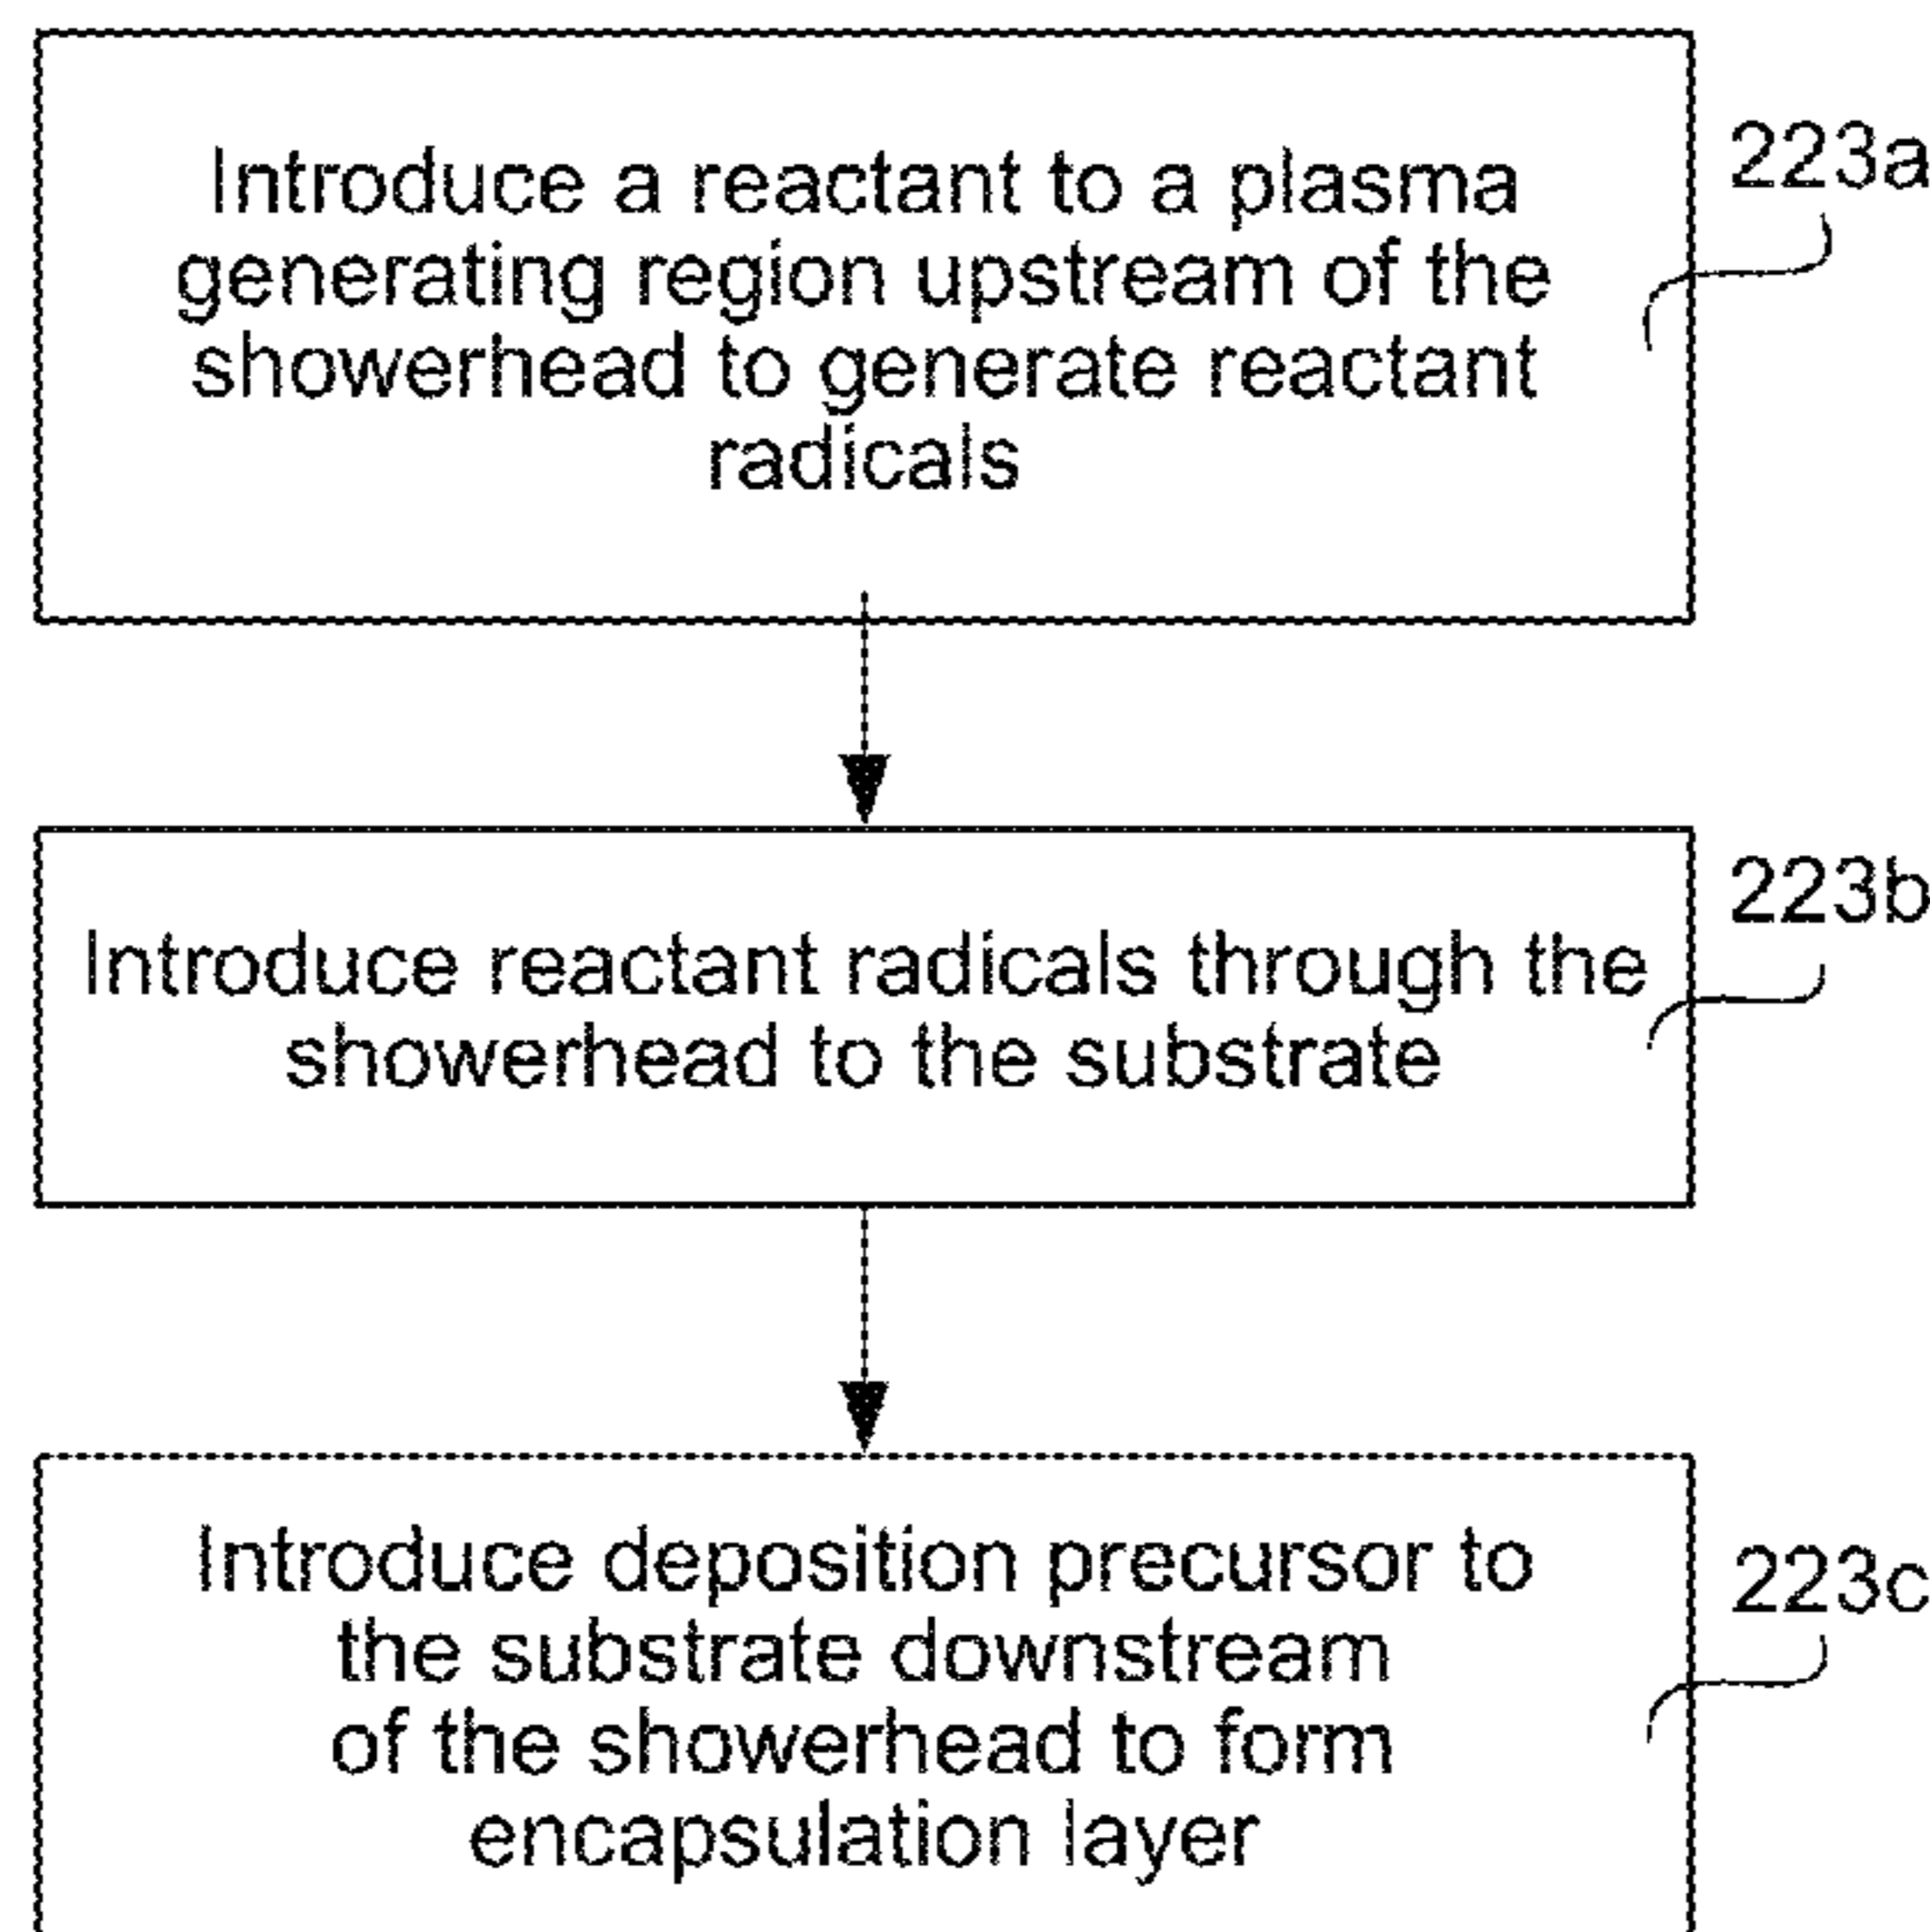 Introduce a reactant to a plasma
generating region upstream of the
showerhead to generate reactant
radicals
223a
Introduce reactant radicals through the
showerhead to the substrate
223b
Introduce deposition precursor to
the substrate downstream
of the showerhead to form
encapsulation layer
223c